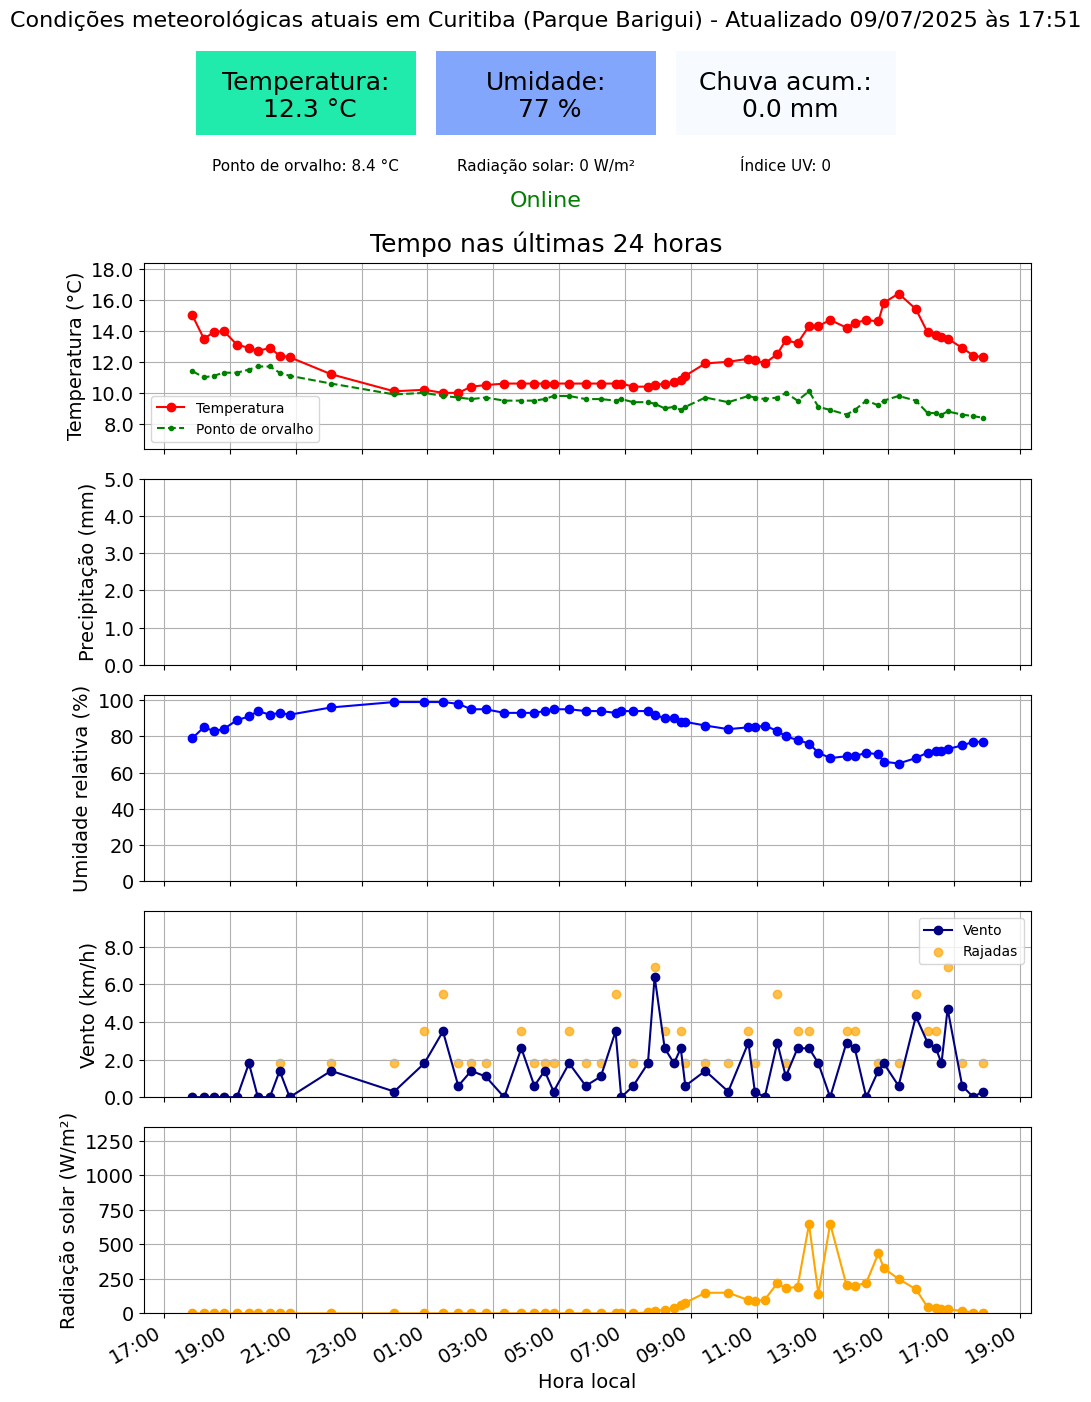 Condições meteorológicas atuais em Curitiba (Parque Barigui) - Atualizado 09/07/2025 às 17:51
Temperatura:
12.3 °C
Umidade:
77 %
Chuva acum.:
0.0 mm
Ponto de orvalho: 8.4 °C
Radiação solar: 0 W/m²
Índice UV: 0
Online
Tempo nas últimas 24 horas
Temperatura (°C)
18.0
16.0
14.0
12.0
10.0
8.0
Temperatura
Ponto de orvalho
Precipitação (mm)
5.0
4.0
3.0
2.0
1.0
0.0
Umidade relativa (%)
100
80
60
40
20
0
Vento (km/h)
8.0
6.0
4.0
2.0
0.0
Vento
Rajadas
Radiação solar (W/m²)
1250
1000
750
500
250
0
17:00
19:00
21:00
23:00
01:00
03:00
05:00
07:00
09:00
11:00
13:00
15:00
17:00
19:00
Hora local